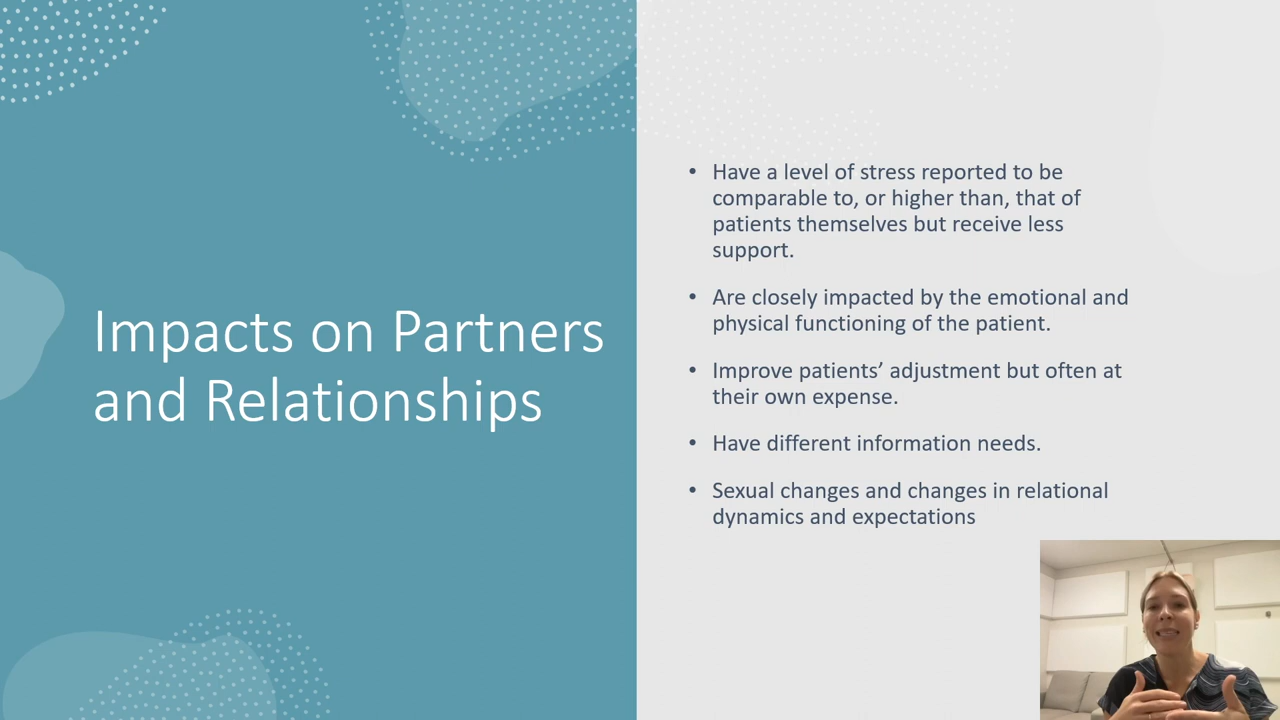 Impacts on Partners
and Relationships
• Have a level of stress reported to be
comparable to, or higher than, that of
patients themselves but receive less
support.
• Are closely impacted by the emotional and
physical functioning of the patient.
• Improve patients’ adjustment but often at
their own expense.
• Have different information needs.
• Sexual changes and changes in relational
dynamics and expectations